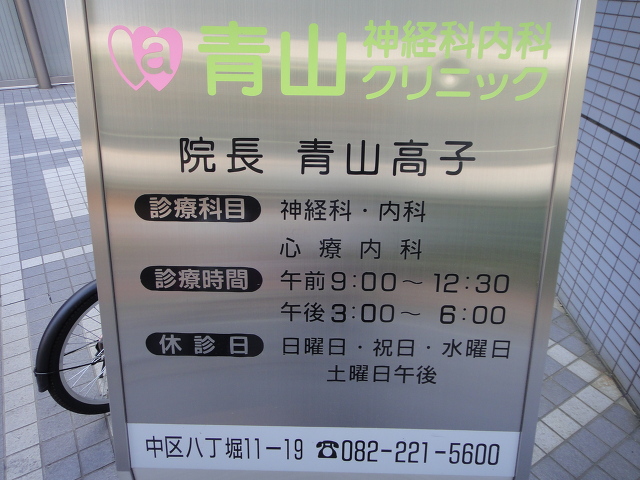 a 青山 神経科内科
クリニック
院長 青山高子
診療科目 神経科・内科
心療内科
診療時間 午前9:00～12:30
午後3:00～6:00
休診日 日曜日・祝日・水曜日
土曜日午後
中区八丁堀11-19 ☎082-221-5600